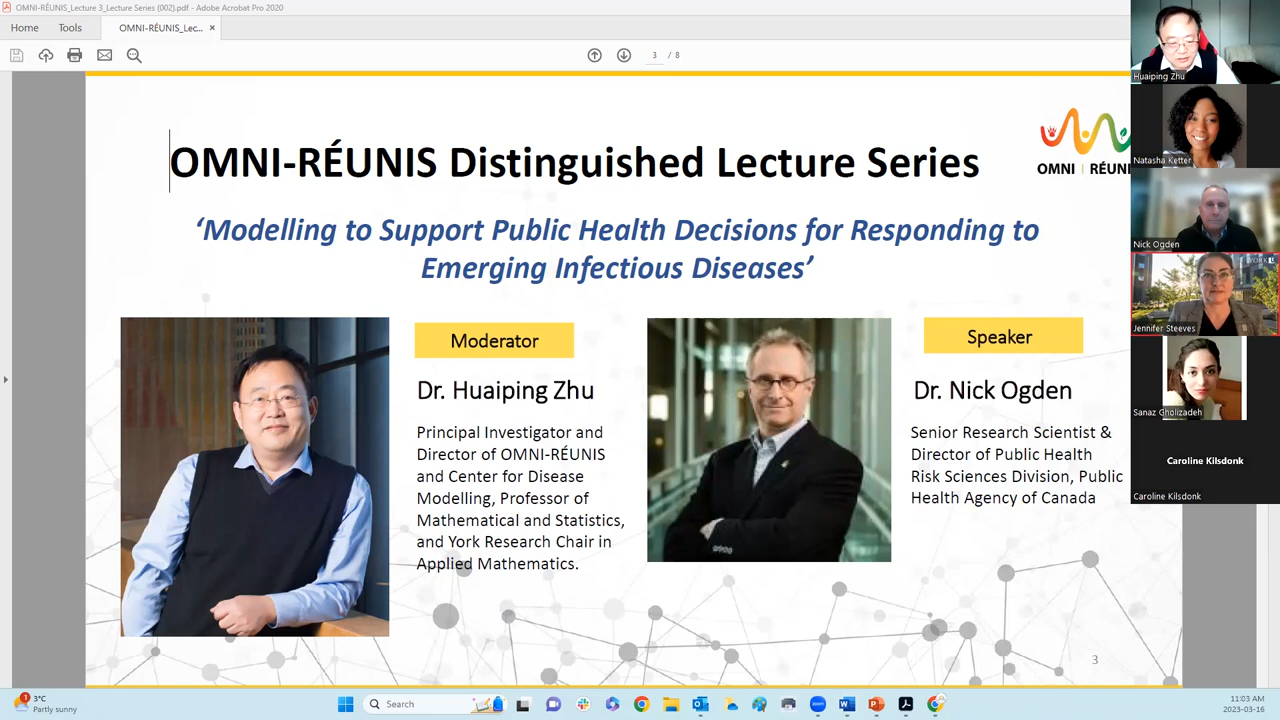 OMNI-RÉUNIS_Lecture 3_Lecture Series (002).pdf - Adobe Acrobat Pro 2020
Home
Tools
OMNI-RÉUNIS_Lec...
3 / 8
OMNI-RÉUNIS Distinguished Lecture Series
OMNI | RÉUNI
‘Modelling to Support Public Health Decisions for Responding to
Emerging Infectious Diseases’
Moderator
Dr. Huaiping Zhu
Principal Investigator and
Director of OMNI-RÉUNIS
and Center for Disease
Modelling, Professor of
Mathematical and Statistics,
and York Research Chair in
Applied Mathematics.
Speaker
Dr. Nick Ogden
Senior Research Scientist &
Director of Public Health
Risk Sciences Division, Public
Health Agency of Canada
3
Huaiping Zhu
Natasha Ketter
Nick Ogden
YORK U
Jennifer Steeves
Sanaz Gholizadeh
Caroline Kilsdonk
Caroline Kilsdonk
1
3°C
Partly sunny
Search
zoom
11:03 AM
2023-03-16